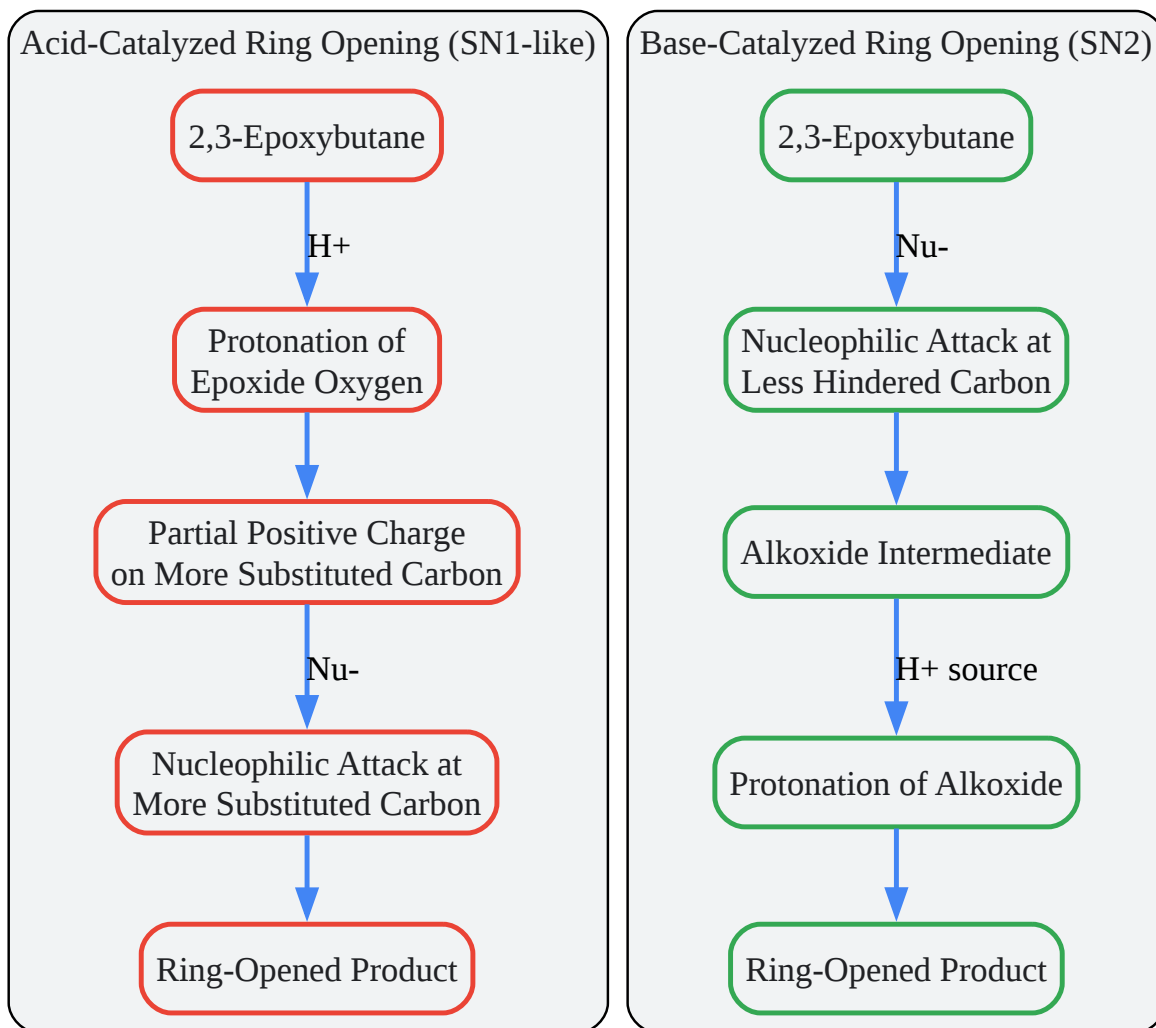 Acid-Catalyzed Ring Opening (SN1-like)
2,3-Epoxybutane
H+
Protonation of
Epoxide Oxygen
Partial Positive Charge
on More Substituted Carbon
Nu-
Nucleophilic Attack at
More Substituted Carbon
Ring-Opened Product
Base-Catalyzed Ring Opening (SN2)
2,3-Epoxybutane
Nu-
Nucleophilic Attack at
Less Hindered Carbon
Alkoxide Intermediate
H+ source
Protonation of Alkoxide
Ring-Opened Product